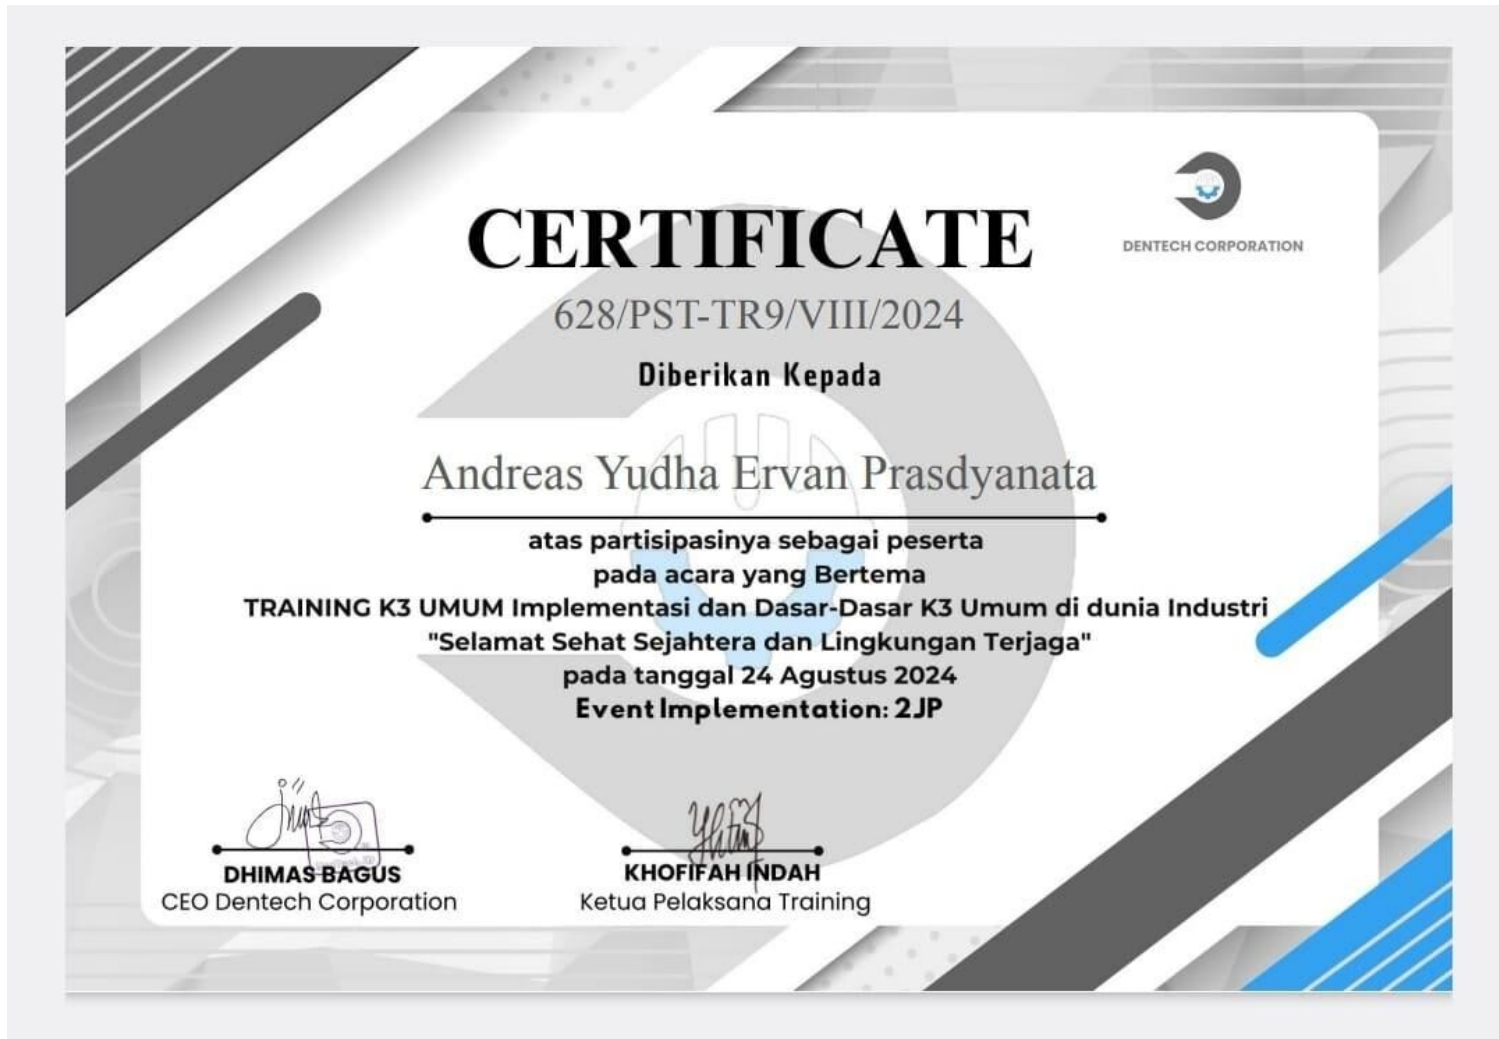 DENTECH CORPORATION
CERTIFICATE
628/PST-TR9/VIII/2024
Diberikan Kepada
Andreas Yudha Ervan Prasdyanata
atas partisipasinya sebagai peserta
pada acara yang Bertema
TRAINING K3 UMUM Implementasi dan Dasar-Dasar K3 Umum di dunia Industri
"Selamat Sehat Sejahtera dan Lingkungan Terjaga"
pada tanggal 24 Agustus 2024
Event Implementation: 2JP
DHIMAS BAGUS
CEO Dentech Corporation
KHOFIFAH INDAH
Ketua Pelaksana Training